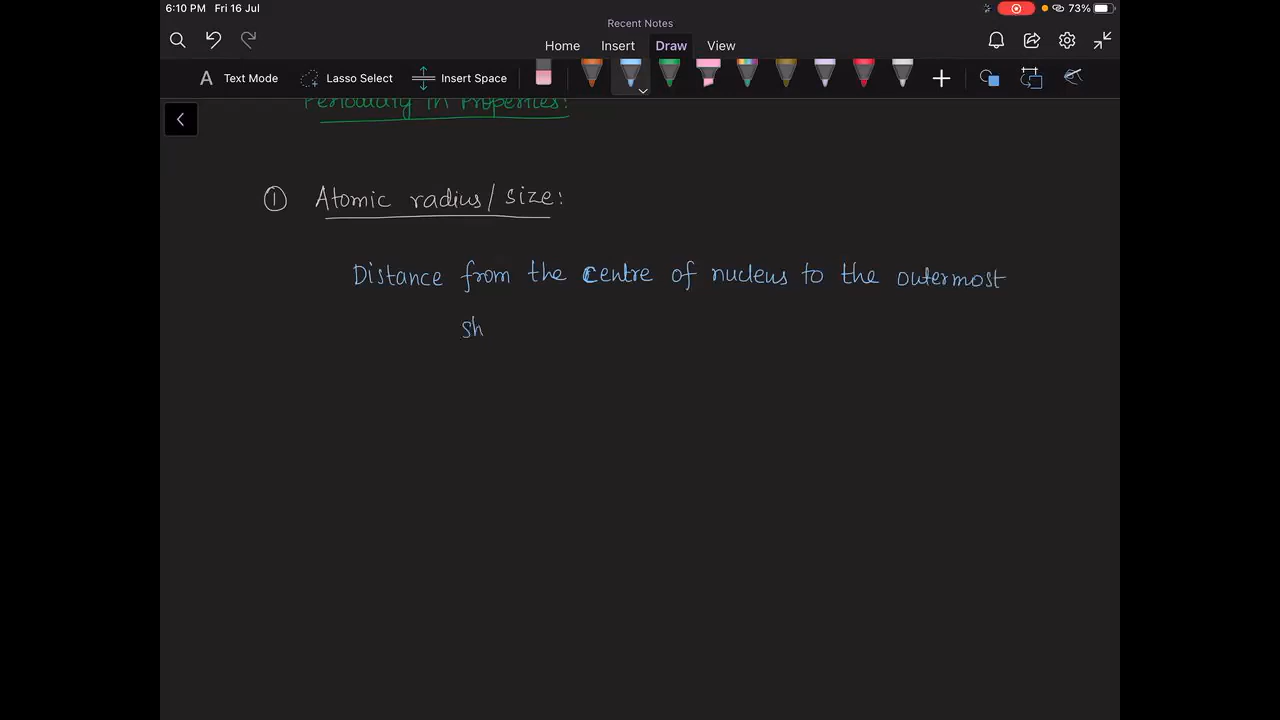 6:10 PM Fri 16 Jul
73%
Recent Notes
Home Insert Draw View
A Text Mode Lasso Select Insert Space
Periodicity in Properties:
① Atomic radius/size:
Distance from the centre of nucleus to the outermost
sh